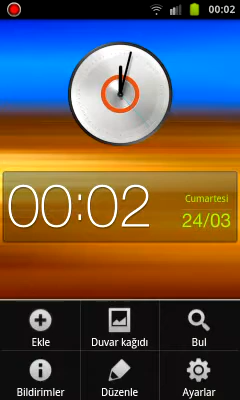 00:02
00:02
Cumartesi
24/03
Ekle
Duvar kağıdı
Bul
Bildirimler
Düzenle
Ayarlar